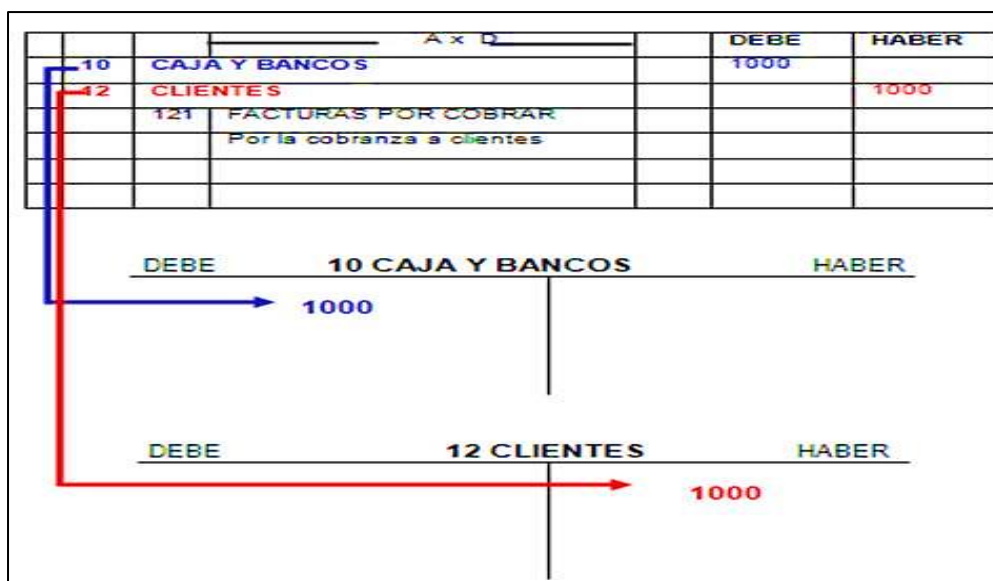 A x D DEBE HABER
10 CAJA Y BANCOS 1000
12 CLIENTES 1000
121 FACTURAS POR COBRAR
Por la cobranza a clientes
DEBE 10 CAJA Y BANCOS HABER
1000
DEBE 12 CLIENTES HABER
1000